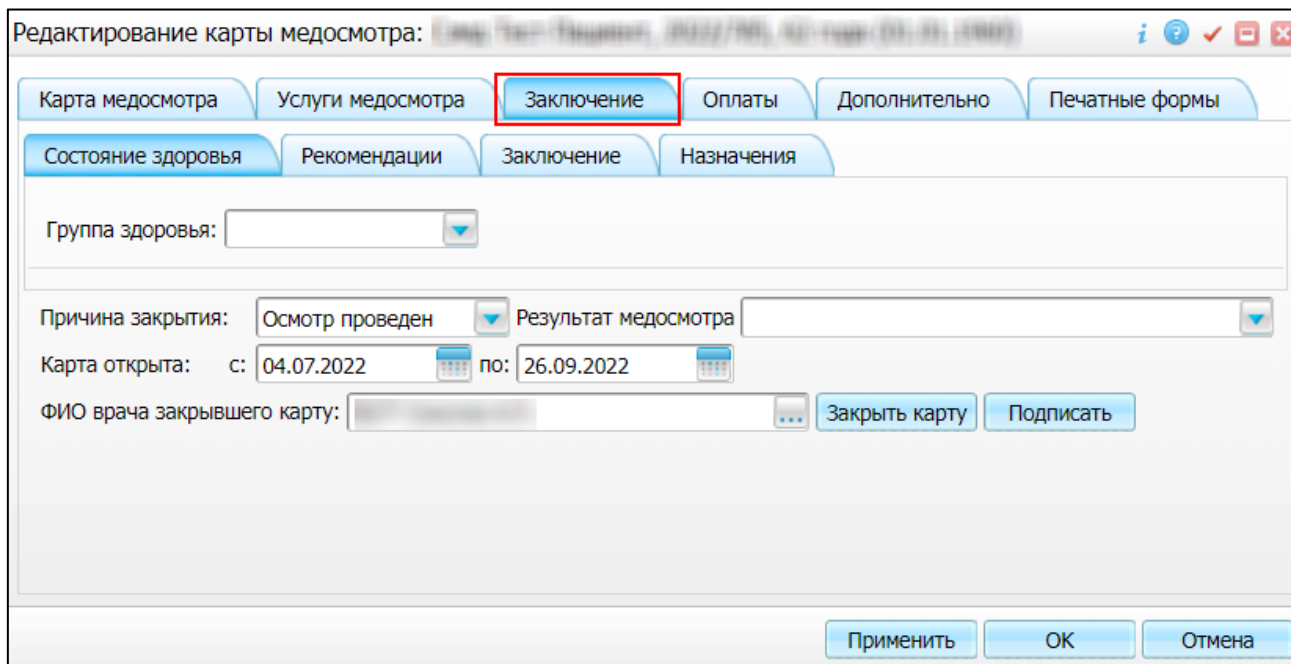 Редактирование карты медосмотра:
Карта медосмотра Услуги медосмотра Заключение Оплаты Дополнительно Печатные формы
Состояние здоровья Рекомендации Заключение Назначения
Группа здоровья:
Причина закрытия: Осмотр проведен Результат медосмотра
Карта открыта: с: 04.07.2022 по: 26.09.2022
ФИО врача закрывшего карту: ... Закрыть карту Подписать
Применить OK Отмена